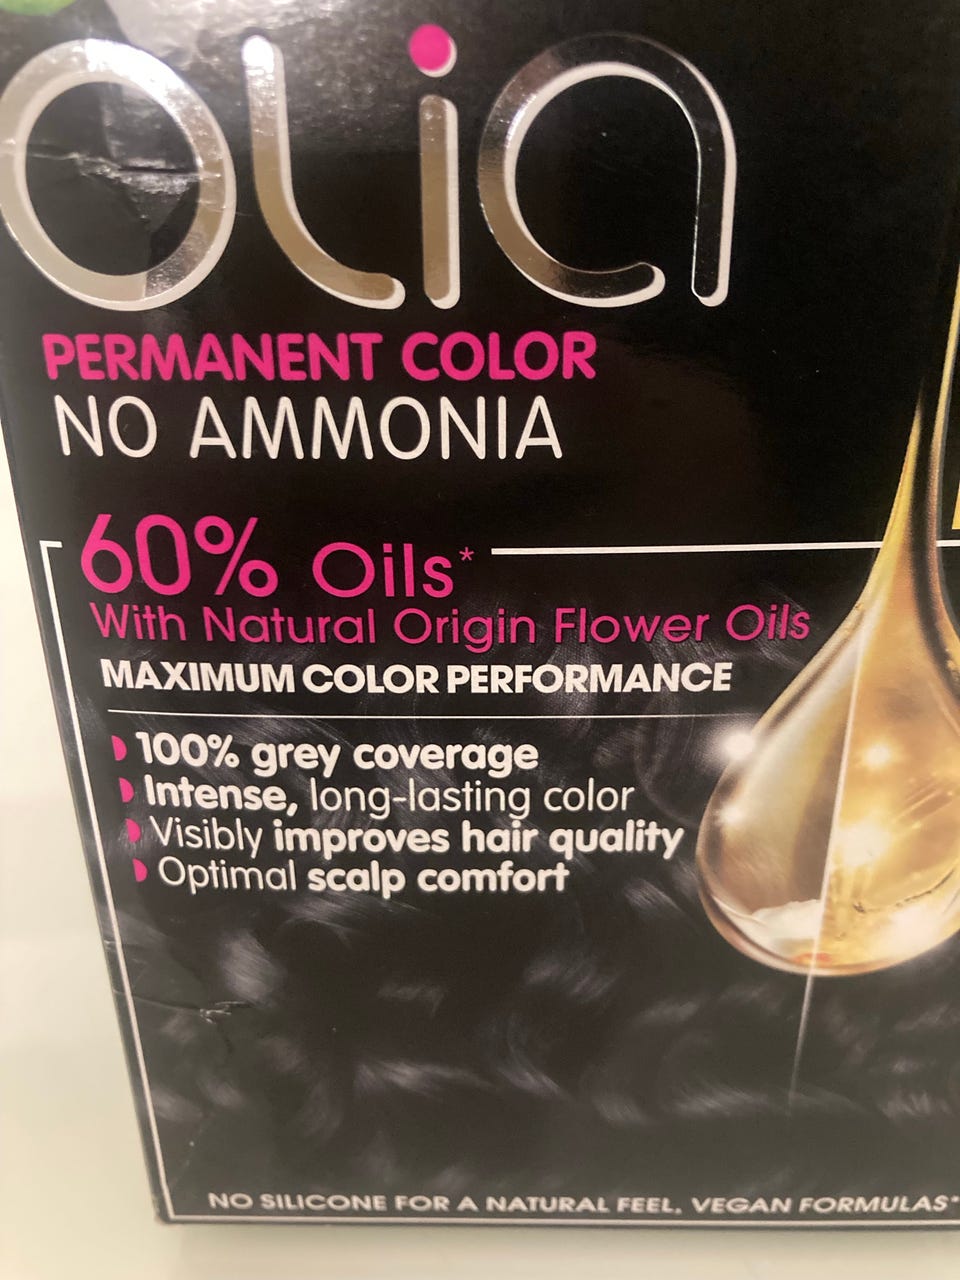 OLia
PERMANENT COLOR
NO AMMONIA
60% Oils*
With Natural Origin Flower Oils
MAXIMUM COLOR PERFORMANCE
100% grey coverage
Intense, long-lasting color
Visibly improves hair quality
Optimal scalp comfort
NO SILICONE FOR A NATURAL FEEL. VEGAN FORMULAS*